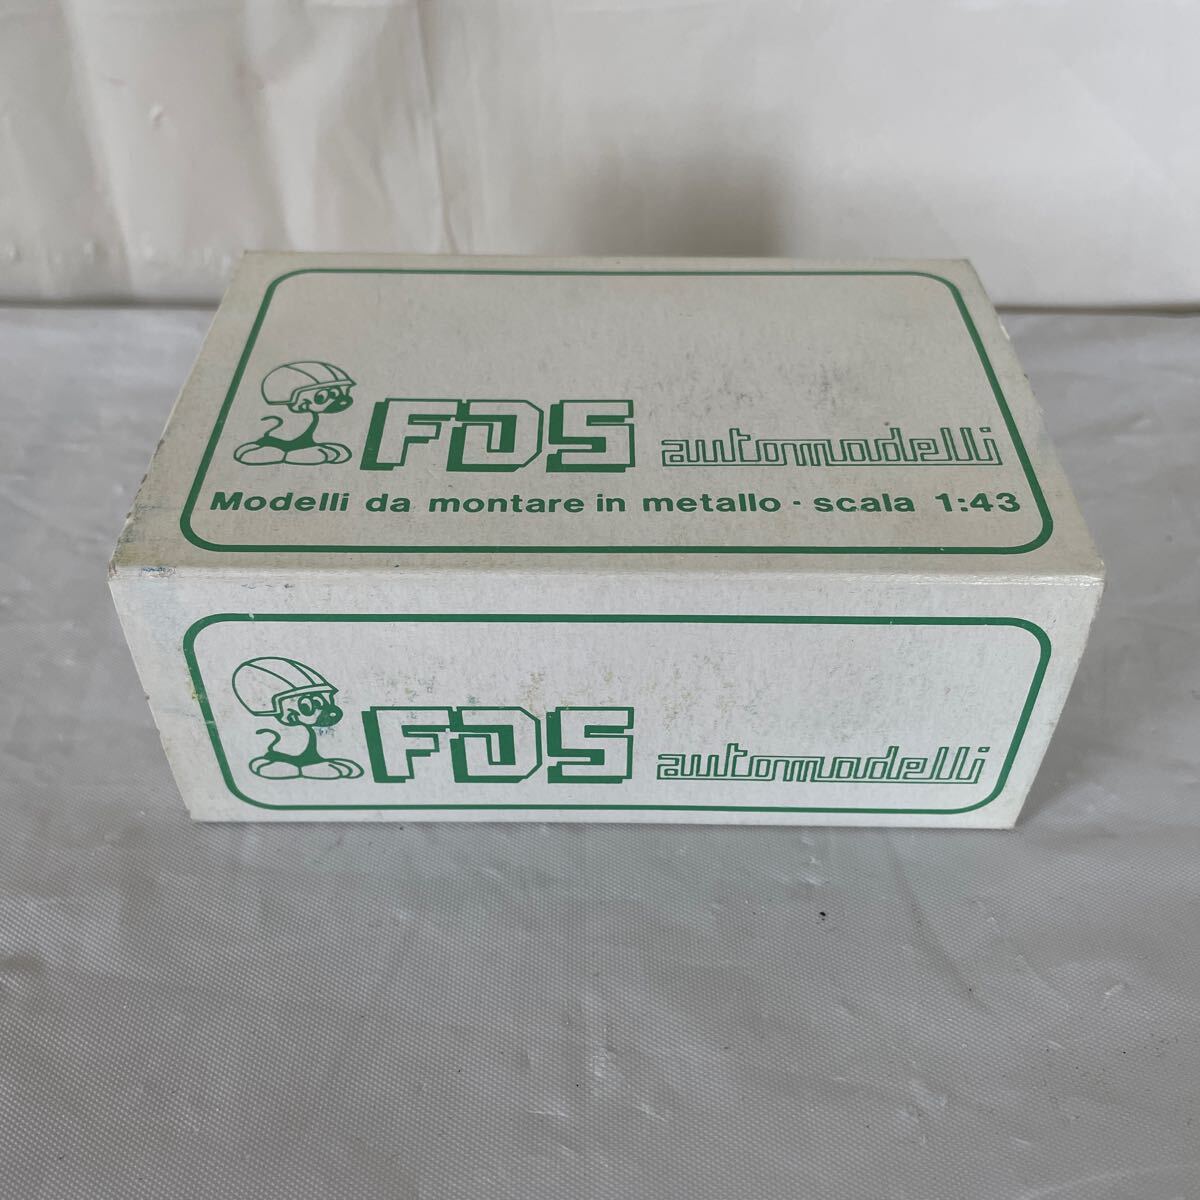 FDS automodelli
Modelli da montare in metallo · scala 1:43
FDS automodelli